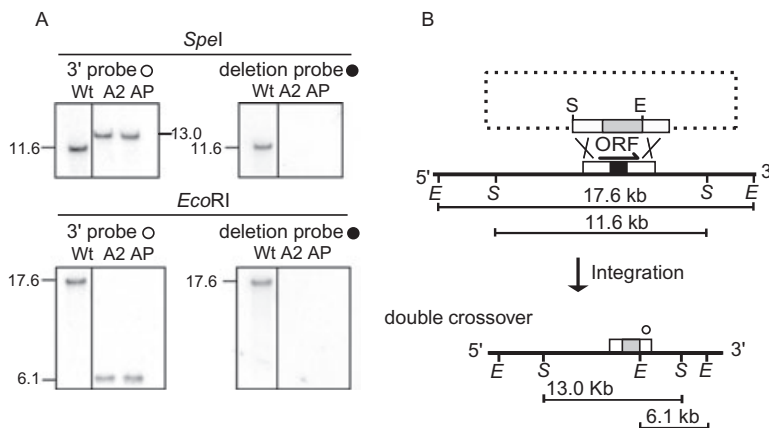 A
SpeI
3' probe
deletion probe
Wt A2 AP
Wt A2 AP
11.6
13.0
11.6
EcoRI
3' probe
deletion probe
Wt A2 AP
Wt A2 AP
17.6
17.6
6.1
B
S E
ORF
5' 3'
E S S E
17.6 kb
11.6 kb
Integration
double crossover
5' 3'
E S E S E
13.0 Kb
6.1 kb